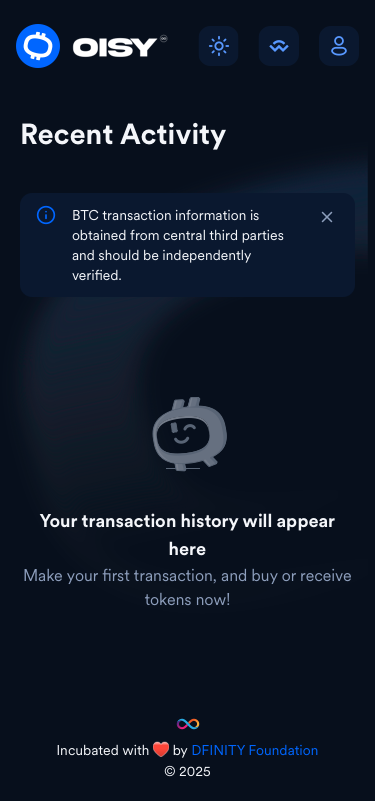 OISY
Recent Activity
BTC transaction information is
obtained from central third parties
and should be independently
verified.
Your transaction history will appear
here
Make your first transaction, and buy or receive
tokens now!
Incubated with ❤️ by DFINITY Foundation
© 2025